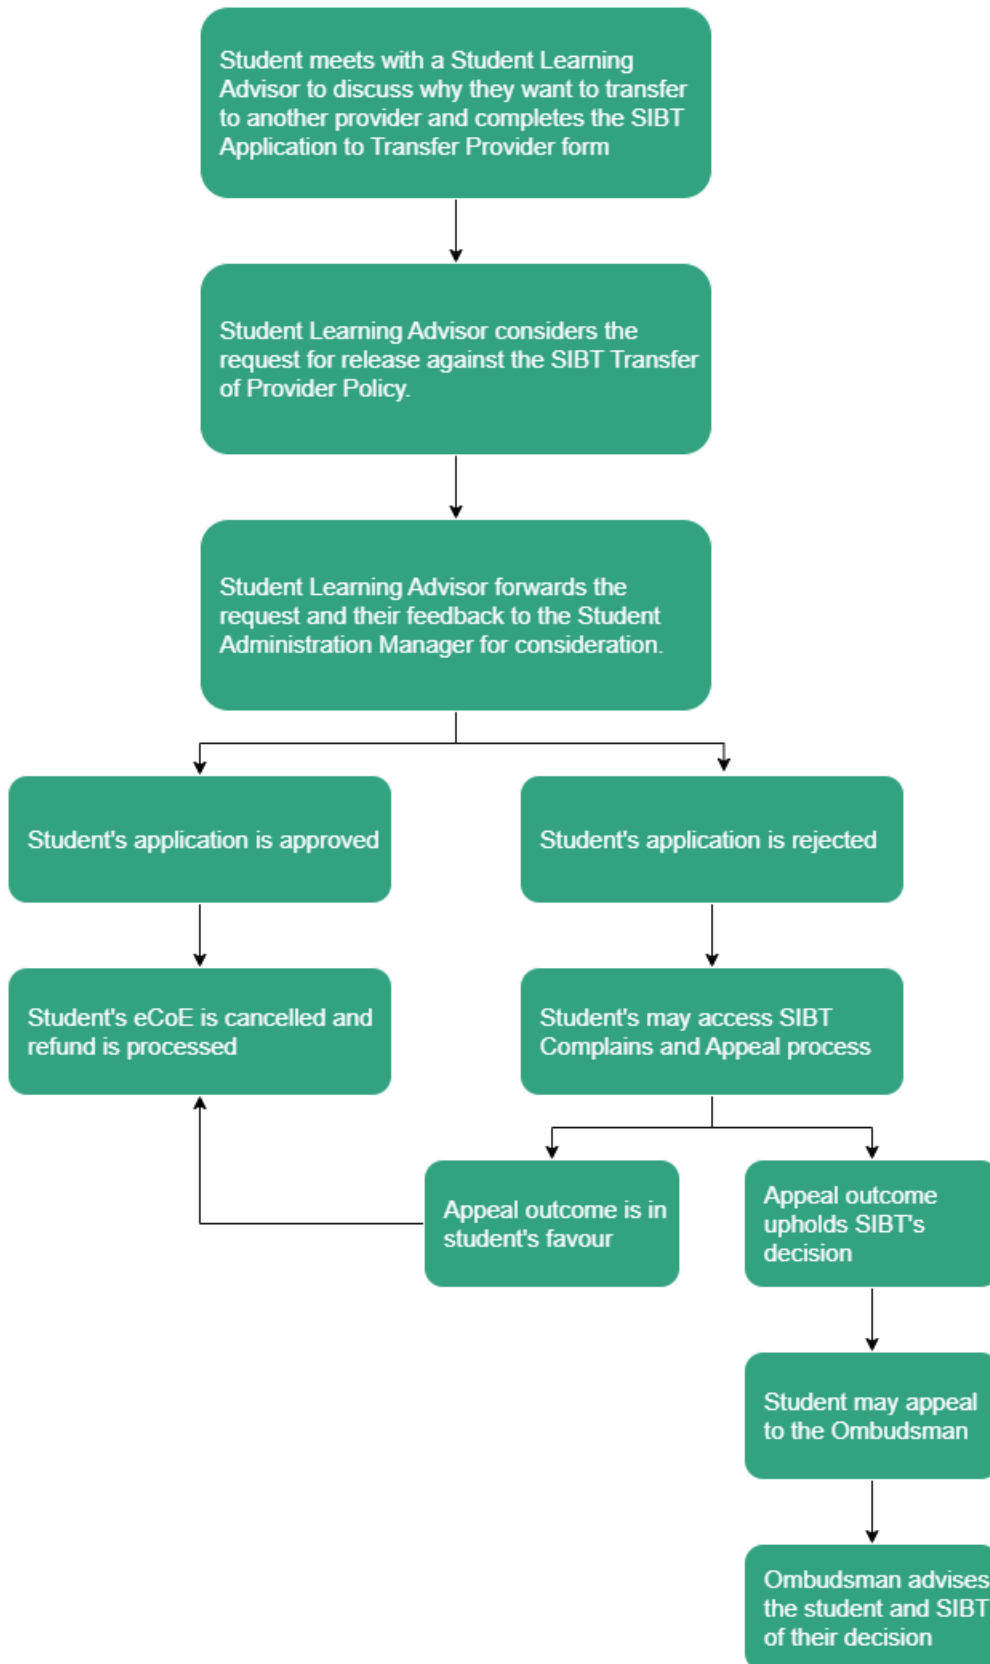 Student meets with a Student Learning
Advisor to discuss why they want to transfer
to another provider and completes the SIBT
Application to Transfer Provider form
Student Learning Advisor considers the
request for release against the SIBT Transfer
of Provider Policy.
Student Learning Advisor forwards the
request and their feedback to the Student
Administration Manager for consideration.
Student's application is approved
Student's application is rejected
Student's eCoE is cancelled and
refund is processed
Student's may access SIBT
Complains and Appeal process
Appeal outcome is in
student's favour
Appeal outcome
upholds SIBT's
decision
Student may appeal
to the Ombudsman
Ombudsman advises
the student and SIBT
of their decision